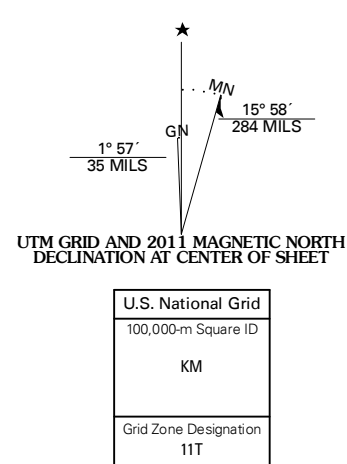 MN
GN
15° 58´
284 MILS
1° 57´
35 MILS
UTM GRID AND 2011 MAGNETIC NORTH
DECLINATION AT CENTER OF SHEET
U.S. National Grid
100,000-m Square ID
KM
Grid Zone Designation
11T